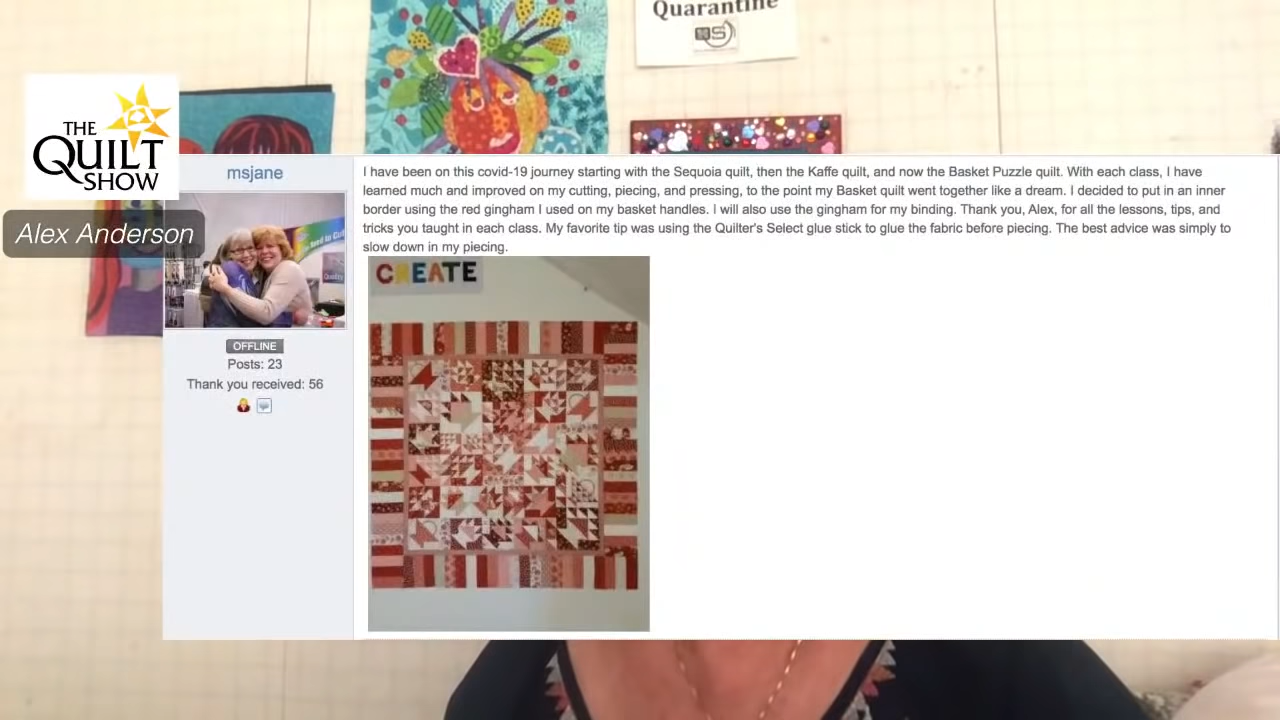 Quarantine
THE
QUILT
SHOW
Alex Anderson
msjane
OFFLINE
Posts: 23
Thank you received: 56
I have been on this covid-19 journey starting with the Sequoia quilt, then the Kaffe quilt, and now the Basket Puzzle quilt. With each class, I have
learned much and improved on my cutting, piecing, and pressing, to the point my Basket quilt went together like a dream. I decided to put in an inner
border using the red gingham I used on my basket handles. I will also use the gingham for my binding. Thank you, Alex, for all the lessons, tips, and
tricks you taught in each class. My favorite tip was using the Quilter's Select glue stick to glue the fabric before piecing. The best advice was simply to
slow down in my piecing.
CREATE